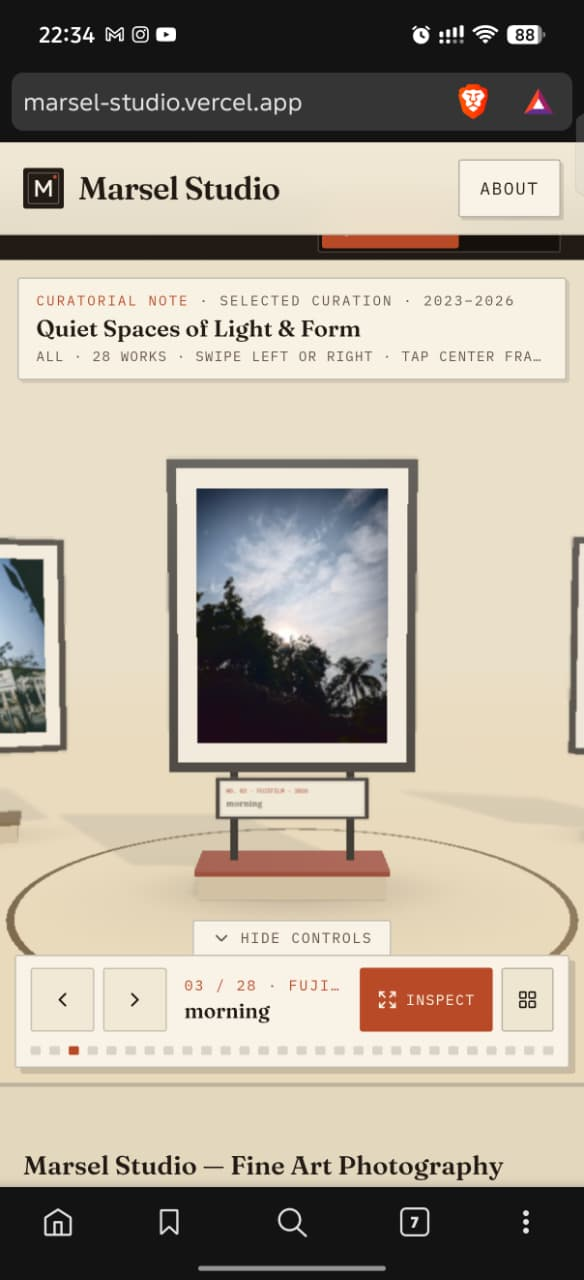 22:34
88
marsel-studio.vercel.app
M Marsel Studio
ABOUT
CURATORIAL NOTE · SELECTED CURATION · 2023–2026
Quiet Spaces of Light & Form
ALL · 28 WORKS · SWIPE LEFT OR RIGHT · TAP CENTER FRA…
morning
HIDE CONTROLS
03 / 28 · FUJI…
morning
INSPECT
Marsel Studio — Fine Art Photography
7